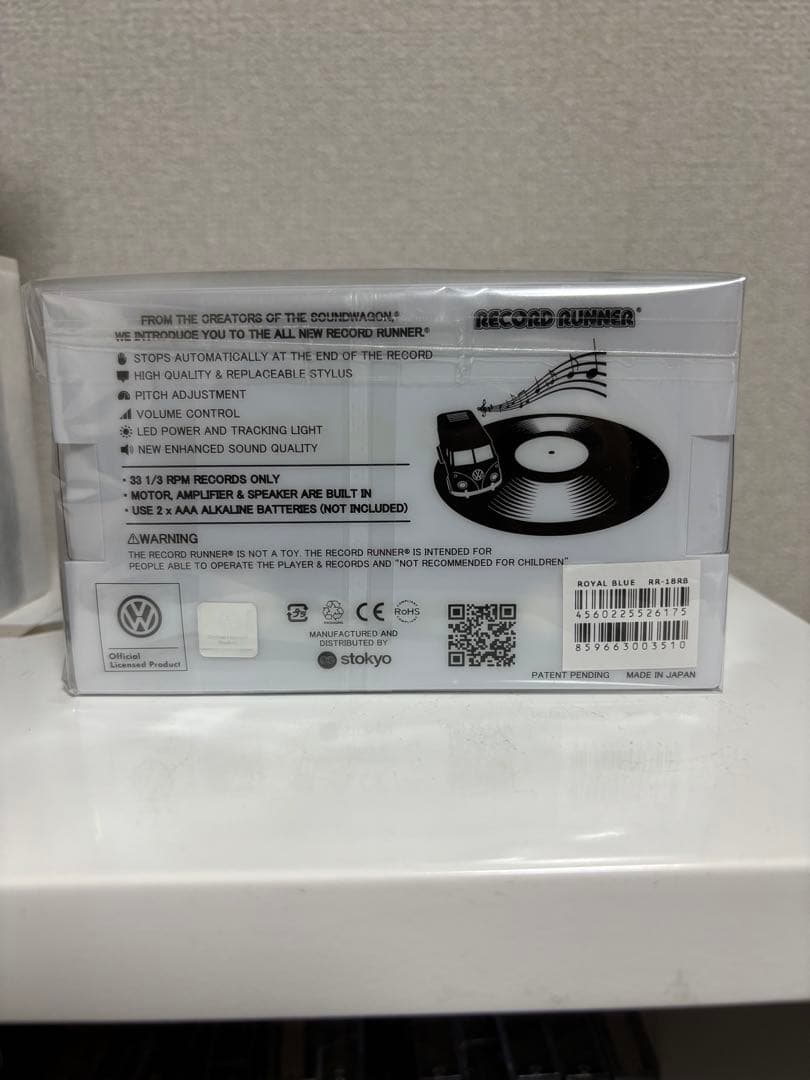 FROM THE CREATORS OF THE SOUNDWAGON,®
WE INTRODUCE YOU TO THE ALL NEW RECORD RUNNER.®
STOPS AUTOMATICALLY AT THE END OF THE RECORD
HIGH QUALITY & REPLACEABLE STYLUS
PITCH ADJUSTMENT
VOLUME CONTROL
LED POWER AND TRACKING LIGHT
NEW ENHANCED SOUND QUALITY
• 33 1/3 RPM RECORDS ONLY
• MOTOR, AMPLIFIER & SPEAKER ARE BUILT IN
• USE 2 x AAA ALKALINE BATTERIES (NOT INCLUDED)
RECORD RUNNER®
⚠WARNING
THE RECORD RUNNER® IS NOT A TOY. THE RECORD RUNNER® IS INTENDED FOR
PEOPLE ABLE TO OPERATE THE PLAYER & RECORDS AND "NOT RECOMMENDED FOR CHILDREN"
Official
Licensed Product
プラ
CE
RoHS
MANUFACTURED AND
DISTRIBUTED BY
stokyo
ROYAL BLUE RR-18RB
4560225526175
859663003510
PATENT PENDING MADE IN JAPAN